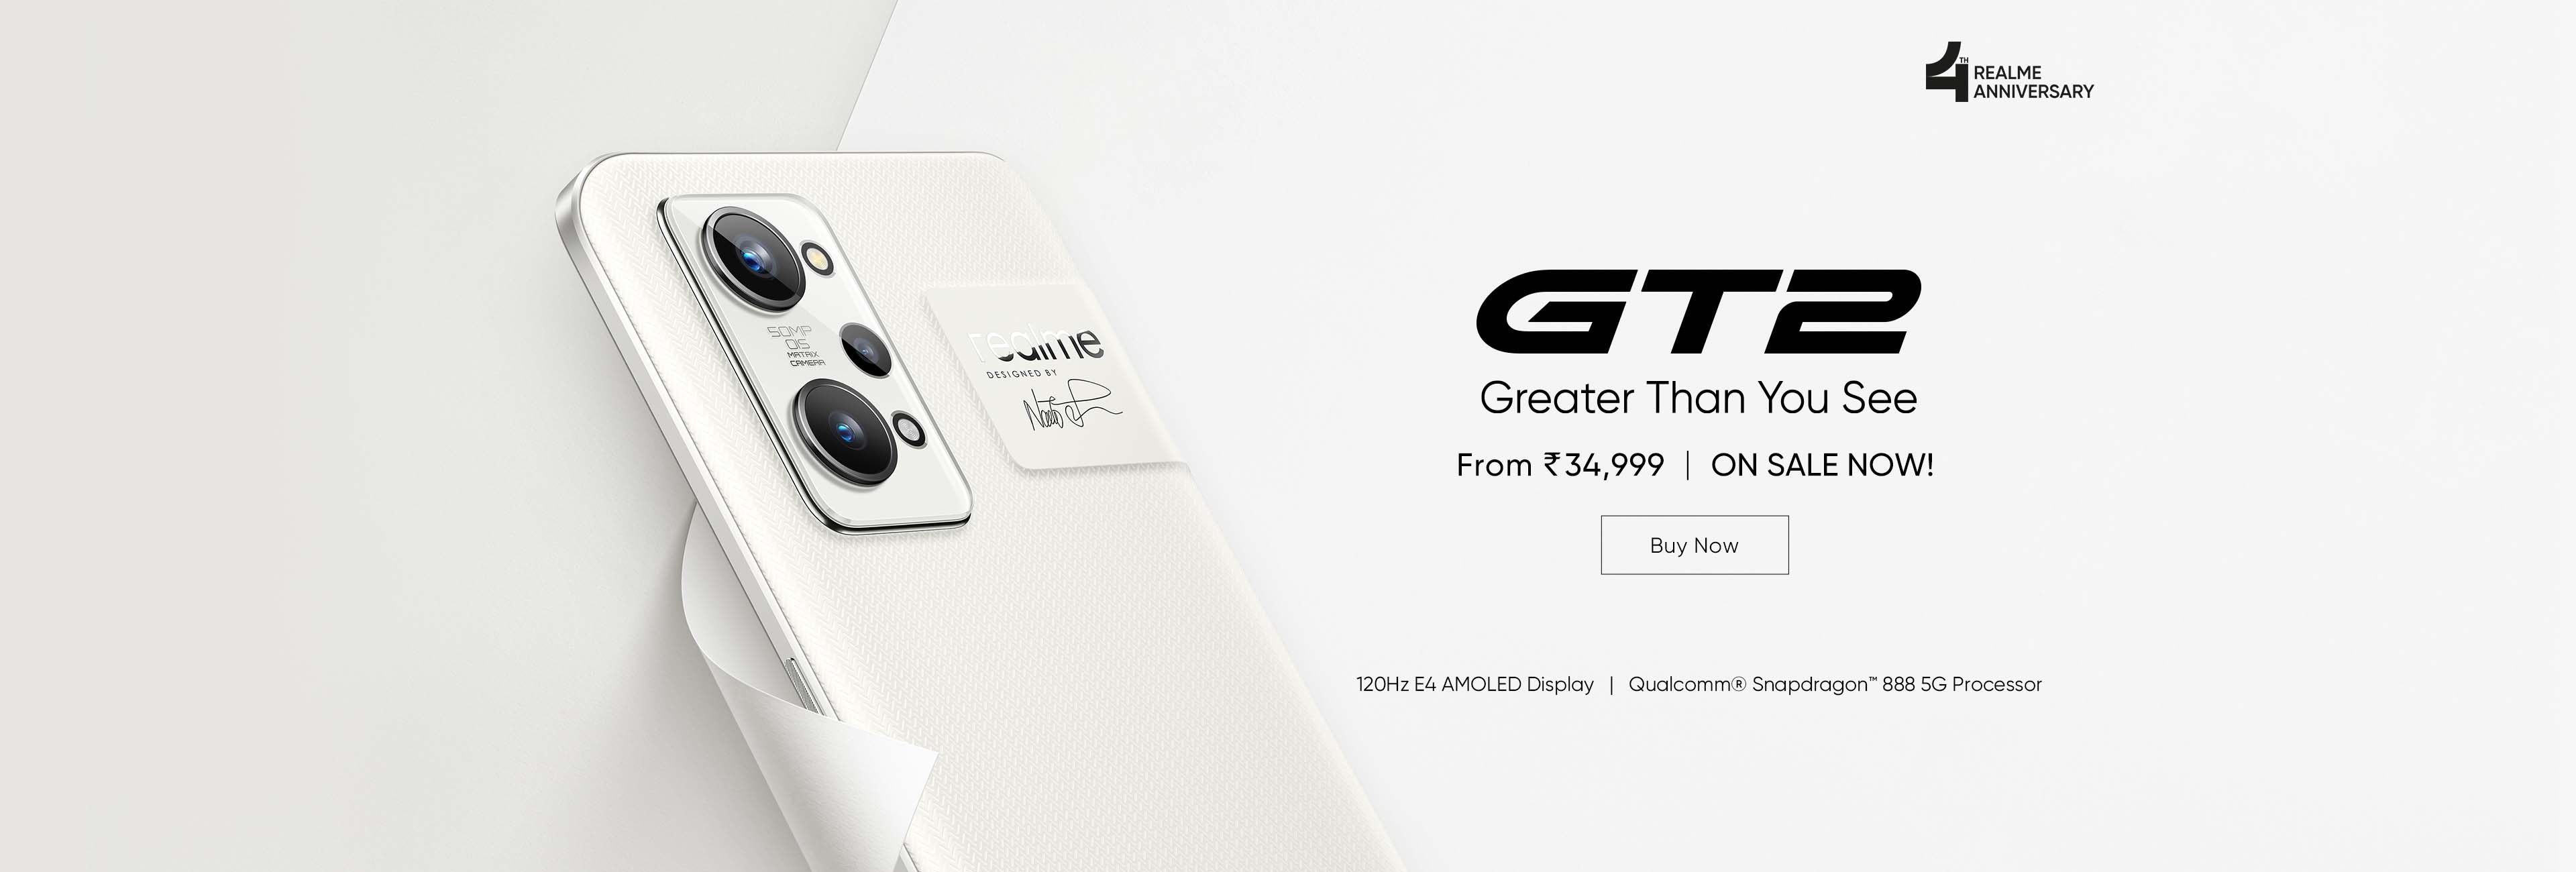 4TH REALME
ANNIVERSARY
50MP
OIS
MATRIX
CAMERA
realme
DESIGNED BY
GT2
Greater Than You See
From ₹34,999 | ON SALE NOW!
Buy Now
120Hz E4 AMOLED Display | Qualcomm® Snapdragon™ 888 5G Processor